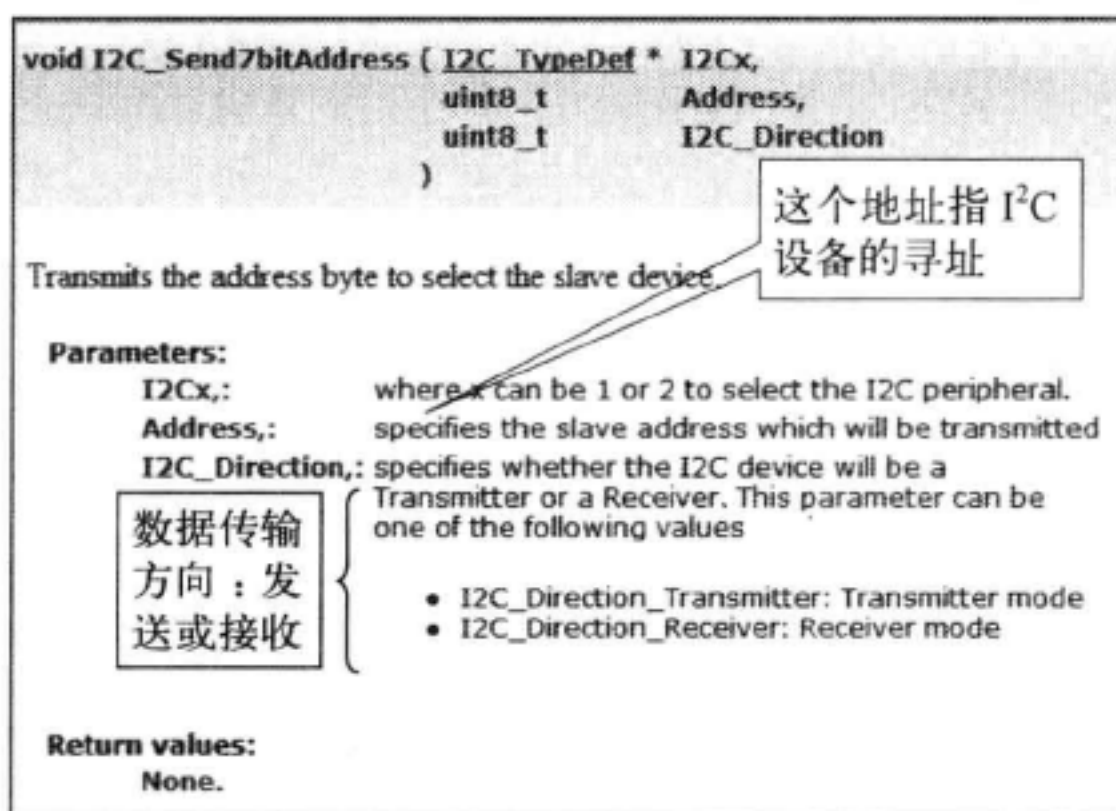 void I2C_Send7bitAddress ( I2C_TypeDef * I2Cx,
uint8_t Address,
uint8_t I2C_Direction
)
这个地址指 I²C
设备的寻址
Transmits the address byte to select the slave device.
Parameters:
I2Cx,: where x can be 1 or 2 to select the I2C peripheral.
Address,: specifies the slave address which will be transmitted
I2C_Direction,: specifies whether the I2C device will be a
Transmitter or a Receiver. This parameter can be
one of the following values
数据传输
方向：发
送或接收
• I2C_Direction_Transmitter: Transmitter mode
• I2C_Direction_Receiver: Receiver mode
Return values:
None.